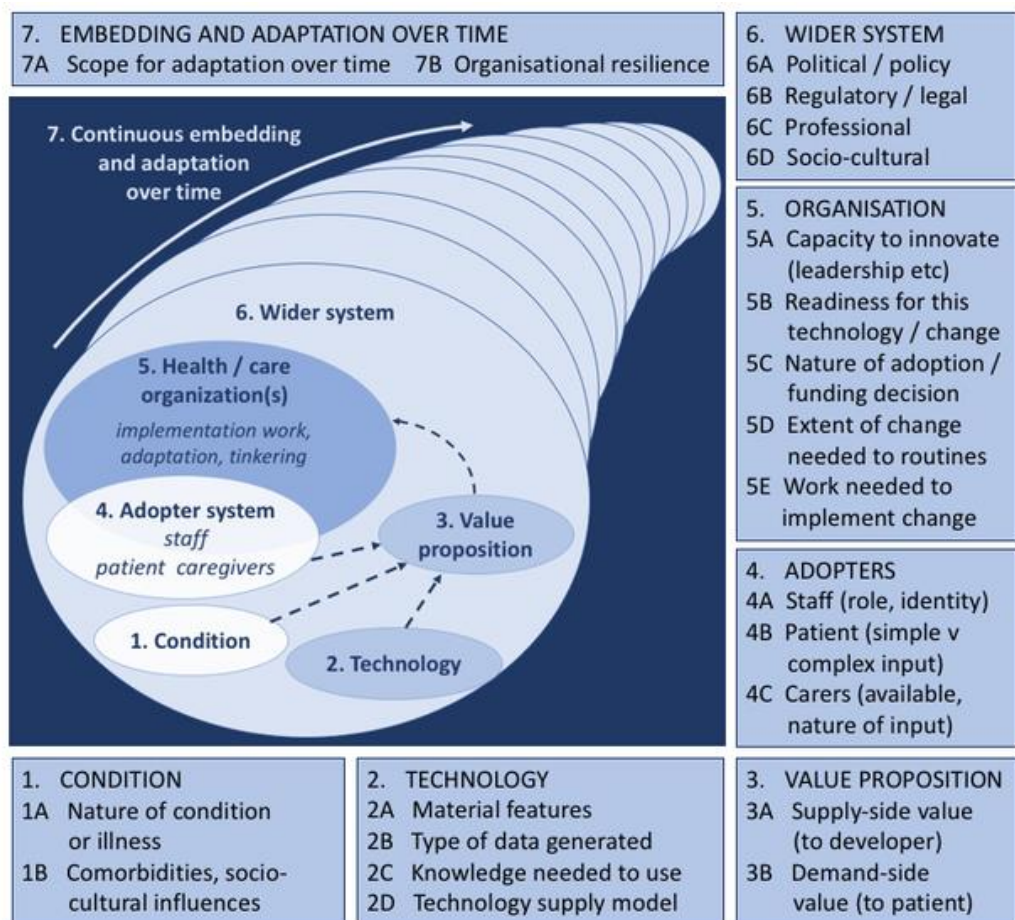 7. EMBEDDING AND ADAPTATION OVER TIME
7A Scope for adaptation over time 7B Organisational resilience
7. Continuous embedding
and adaptation
over time
6. Wider system
5. Health / care
organization(s)
implementation work,
adaptation, tinkering
4. Adopter system
staff
patient caregivers
3. Value
proposition
1. Condition
2. Technology
6. WIDER SYSTEM
6A Political / policy
6B Regulatory / legal
6C Professional
6D Socio-cultural
5. ORGANISATION
5A Capacity to innovate
(leadership etc)
5B Readiness for this
technology / change
5C Nature of adoption /
funding decision
5D Extent of change
needed to routines
5E Work needed to
implement change
4. ADOPTERS
4A Staff (role, identity)
4B Patient (simple v
complex input)
4C Carers (available,
nature of input)
1. CONDITION
1A Nature of condition
or illness
1B Comorbidities, socio-
cultural influences
2. TECHNOLOGY
2A Material features
2B Type of data generated
2C Knowledge needed to use
2D Technology supply model
3. VALUE PROPOSITION
3A Supply-side value
(to developer)
3B Demand-side
value (to patient)